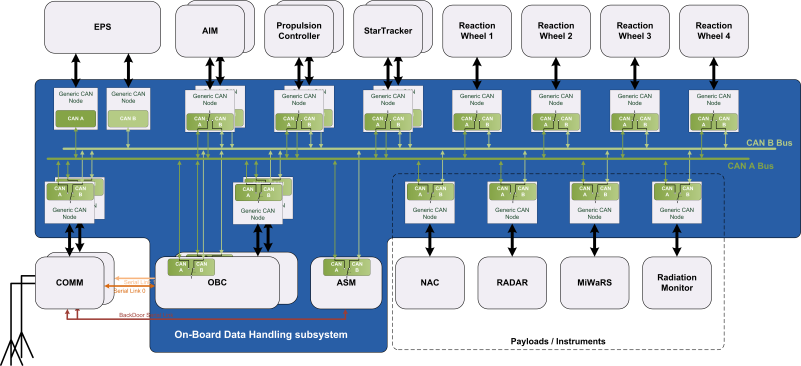 EPS
AIM
Propulsion
Controller
StarTracker
Reaction
Wheel 1
Reaction
Wheel 2
Reaction
Wheel 3
Reaction
Wheel 4
Generic CAN
Node
CAN A
Generic CAN
Node
CAN B
Generic CAN
Node
CAN
A
CAN
B
Generic CAN
Node
CAN
A
CAN
B
Generic CAN
Node
CAN
A
CAN
B
Generic CAN
Node
CAN
A
CAN
B
Generic CAN
Node
CAN
A
CAN
B
Generic CAN
Node
CAN
A
CAN
B
Generic CAN
Node
CAN
A
CAN
B
CAN B Bus
CAN A Bus
CAN
A
CAN
B
Generic CAN
Node
CAN
A
CAN
B
Generic CAN
Node
CAN
A
CAN
B
Generic CAN
Node
CAN
A
CAN
B
Generic CAN
Node
CAN
A
CAN
B
Generic CAN
Node
CAN
A
CAN
B
Generic CAN
Node
COMM
Serial Link
Serial Link 0
CAN
A
CAN
B
OBC
CAN
A
CAN
B
ASM
NAC
RADAR
MiWaRS
Radiation
Monitor
BackDoor
On-Board Data Handling subsystem
Payloads / Instruments